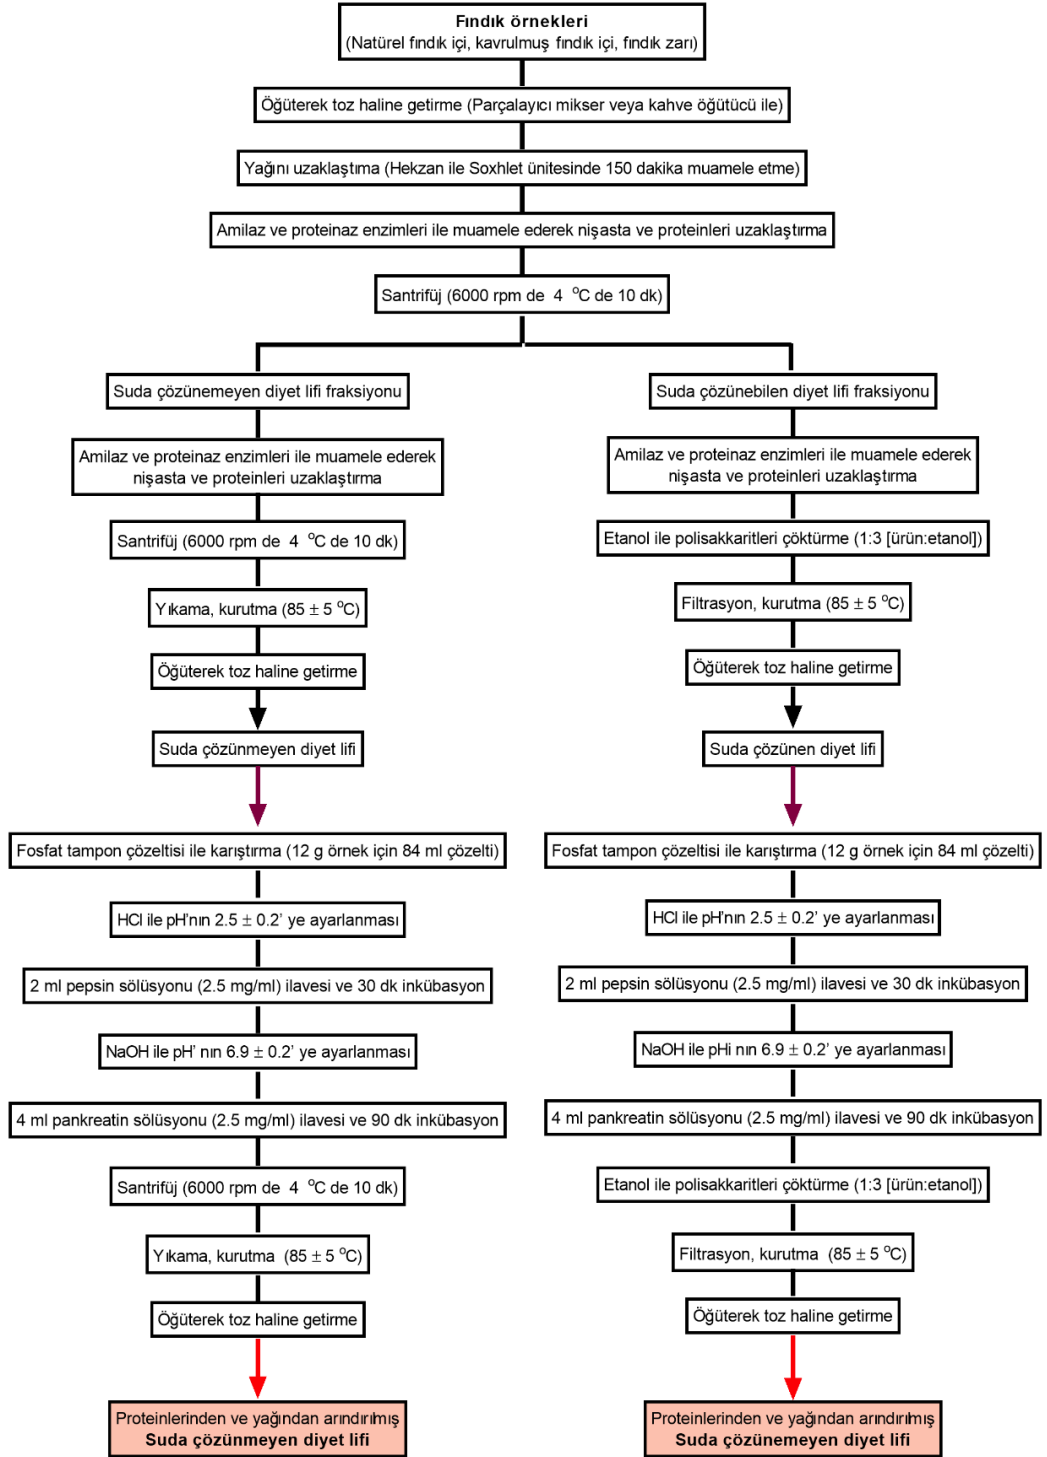 Fındık örnekleri
(Natürel fındık içi, kavrulmuş fındık içi, fındık zarı)
Öğüterek toz haline getirme (Parçalayıcı mikser veya kahve öğütücü ile)
Yağını uzaklaştıma (Hekzan ile Soxhlet ünitesinde 150 dakika muamele etme)
Amilaz ve proteinaz enzimleri ile muamele ederek nişasta ve proteinleri uzaklaştırma
Santrifüj (6000 rpm de 4 °C de 10 dk)
Suda çözünemeyen diyet lifi fraksiyonu
Amilaz ve proteinaz enzimleri ile muamele ederek
nişasta ve proteinleri uzaklaştırma
Santrifüj (6000 rpm de 4 °C de 10 dk)
Yıkama, kurutma (85 ± 5 °C)
Öğüterek toz haline getirme
Suda çözünmeyen diyet lifi
Fosfat tampon çözeltisi ile karıştırma (12 g örnek için 84 ml çözelti)
HCl ile pH'nın 2.5 ± 0.2' ye ayarlanması
2 ml pepsin sölüsyonu (2.5 mg/ml) ilavesi ve 30 dk inkübasyon
NaOH ile pH' nın 6.9 ± 0.2' ye ayarlanması
4 ml pankreatin sölüsyonu (2.5 mg/ml) ilavesi ve 90 dk inkübasyon
Santrifüj (6000 rpm de 4 °C de 10 dk)
Yıkama, kurutma (85 ± 5 °C)
Öğüterek toz haline getirme
Proteinlerinden ve yağından arındırılmış
Suda çözünmeyen diyet lifi
Suda çözünebilen diyet lifi fraksiyonu
Amilaz ve proteinaz enzimleri ile muamele ederek
nişasta ve proteinleri uzaklaştırma
Etanol ile polisakkaritleri çöktürme (1:3 [ürün:etanol])
Filtrasyon, kurutma (85 ± 5 °C)
Öğüterek toz haline getirme
Suda çözünen diyet lifi
Fosfat tampon çözeltisi ile karıştırma (12 g örnek için 84 ml çözelti)
HCl ile pH'nın 2.5 ± 0.2' ye ayarlanması
2 ml pepsin sölüsyonu (2.5 mg/ml) ilavesi ve 30 dk inkübasyon
NaOH ile pHi nın 6.9 ± 0.2' ye ayarlanması
4 ml pankreatin sölüsyonu (2.5 mg/ml) ilavesi ve 90 dk inkübasyon
Etanol ile polisakkaritleri çöktürme (1:3 [ürün:etanol])
Filtrasyon, kurutma (85 ± 5 °C)
Öğüterek toz haline getirme
Proteinlerinden ve yağından arındırılmış
Suda çözünemeyen diyet lifi